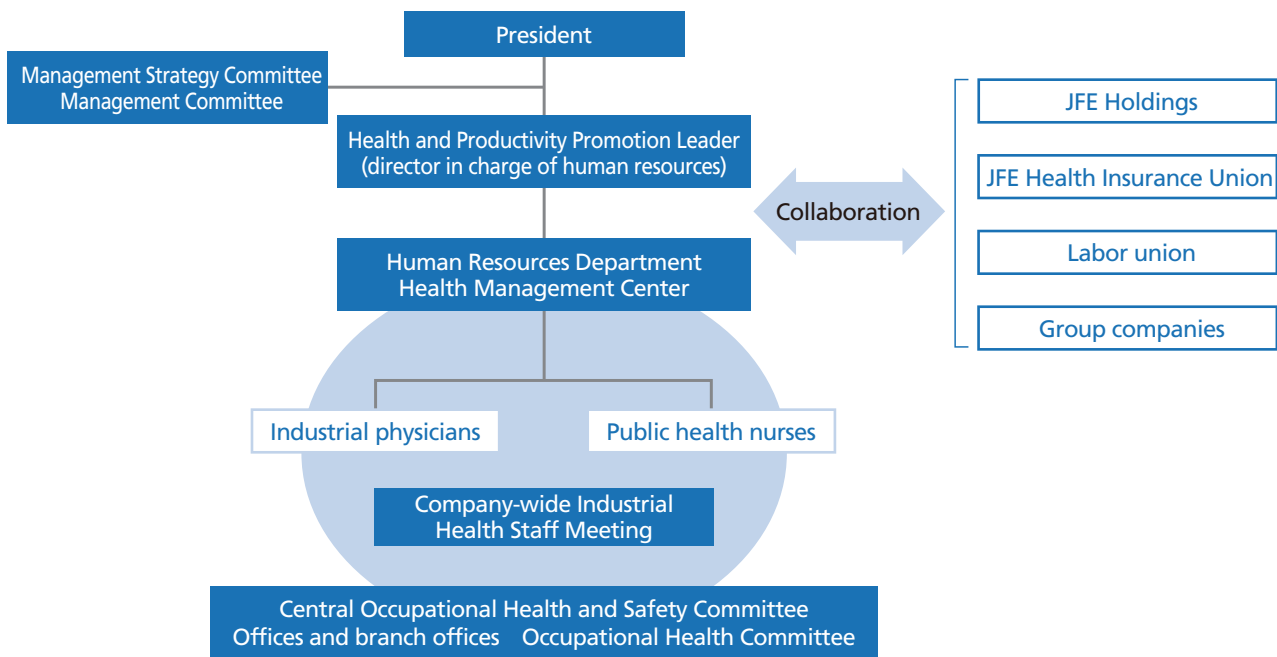 President
Management Strategy Committee
Management Committee
Health and Productivity Promotion Leader
(director in charge of human resources)
Human Resources Department
Health Management Center
Industrial physicians
Public health nurses
Company-wide Industrial
Health Staff Meeting
Central Occupational Health and Safety Committee
Offices and branch offices Occupational Health Committee
Collaboration
JFE Holdings
JFE Health Insurance Union
Labor union
Group companies